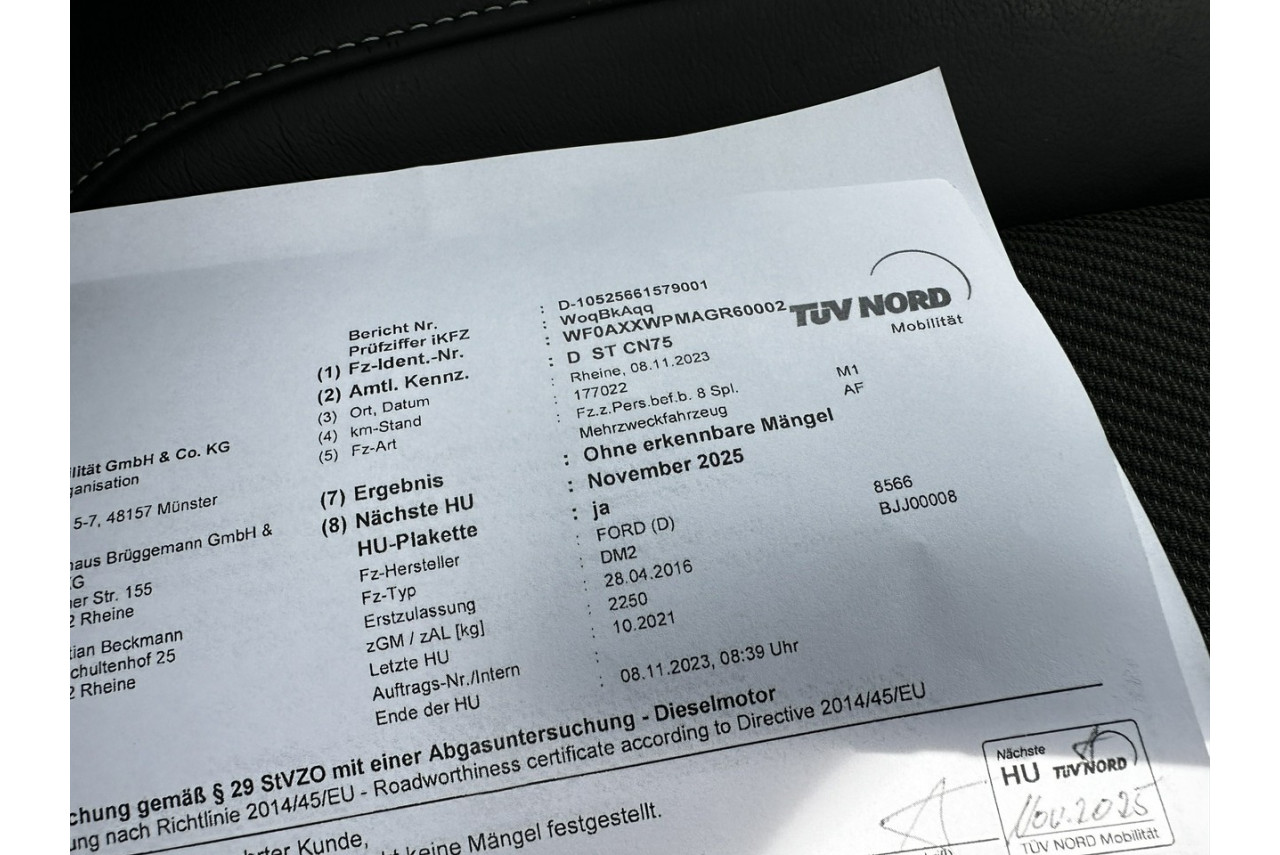 Bericht Nr. : D-10525661579001
Prüfziffer iKFZ : WoqBkAqq
(1) Fz-Ident.-Nr. : WF0AXXWPMAGR60002
(2) Amtl. Kennz. : D ST CN75
(3) Ort, Datum : Rheine, 08.11.2023
(4) km-Stand : 177022
(5) Fz-Art : Fz.z.Pers.bef.b. 8 Spl. M1
Mehrzweckfahrzeug AF
(7) Ergebnis : Ohne erkennbare Mängel
(8) Nächste HU : November 2025
HU-Plakette : ja
Fz-Hersteller : FORD (D) 8566
Fz-Typ : DM2 BJJ00008
Erstzulassung : 28.04.2016
zGM / zAL [kg] : 2250
Letzte HU : 10.2021
Auftrags-Nr./Intern :
Ende der HU : 08.11.2023, 08:39 Uhr
TÜV NORD
Mobilität
ilität GmbH & Co. KG
ganisation
5-7, 48157 Münster
haus Brüggemann GmbH &
KG
er Str. 155
2 Rheine
tian Beckmann
chultenhof 25
2 Rheine
chung gemäß § 29 StVZO mit einer Abgasuntersuchung - Dieselmotor
ung nach Richtlinie 2014/45/EU - Roadworthiness certificate according to Directive 2014/45/EU
hrter Kunde,
keine Mängel festgestellt.
Nächste
HU TÜV NORD
Nov. 2025
TÜV NORD Mobilität